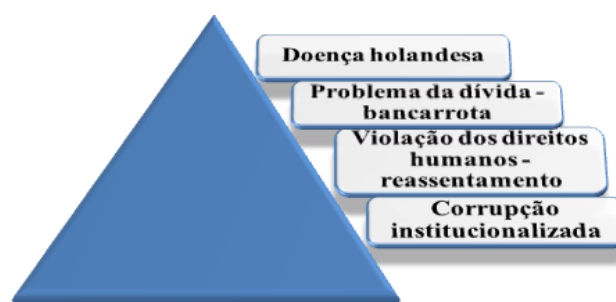 Doença holandesa
Problema da dívida -
bancarrota
Violação dos direitos
humanos -
reassentamento
Corrupção
institucionalizada